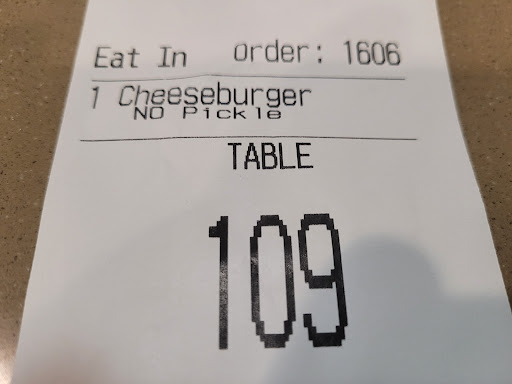 Eat In order: 1606
1 Cheeseburger
NO Pickle
TABLE
109